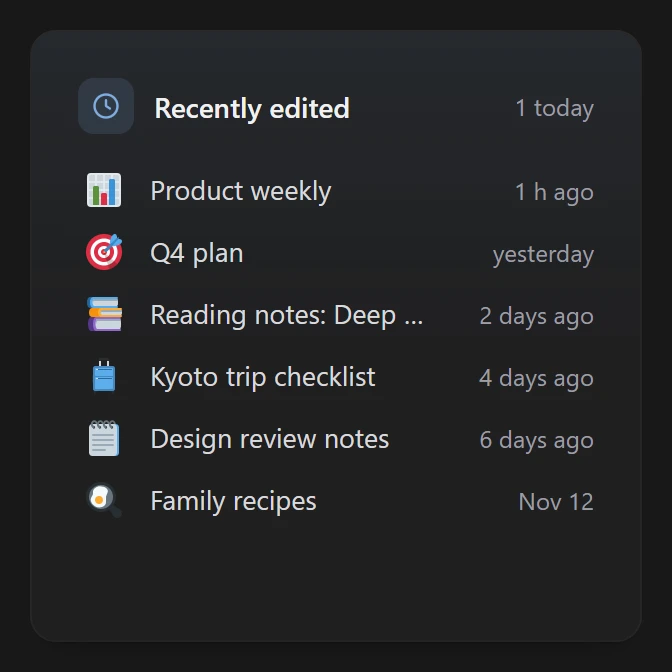 Recently edited 1 today
Product weekly 1 h ago
Q4 plan yesterday
Reading notes: Deep ... 2 days ago
Kyoto trip checklist 4 days ago
Design review notes 6 days ago
Family recipes Nov 12